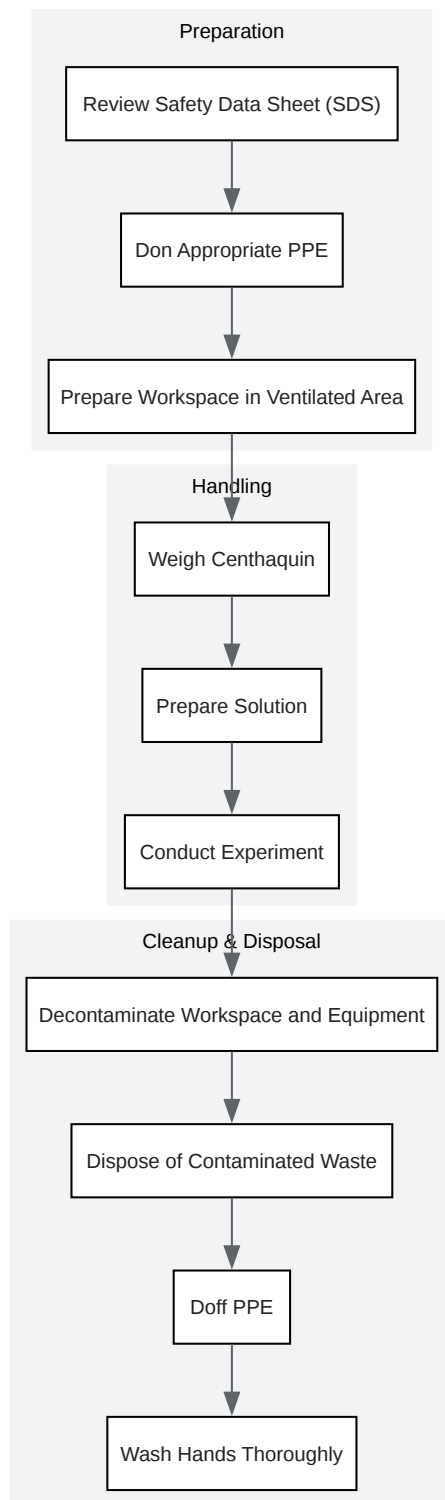 Preparation
Review Safety Data Sheet (SDS)
Don Appropriate PPE
Prepare Workspace in Ventilated Area
Handling
Weigh Centhaquin
Prepare Solution
Conduct Experiment
Cleanup & Disposal
Decontaminate Workspace and Equipment
Dispose of Contaminated Waste
Doff PPE
Wash Hands Thoroughly